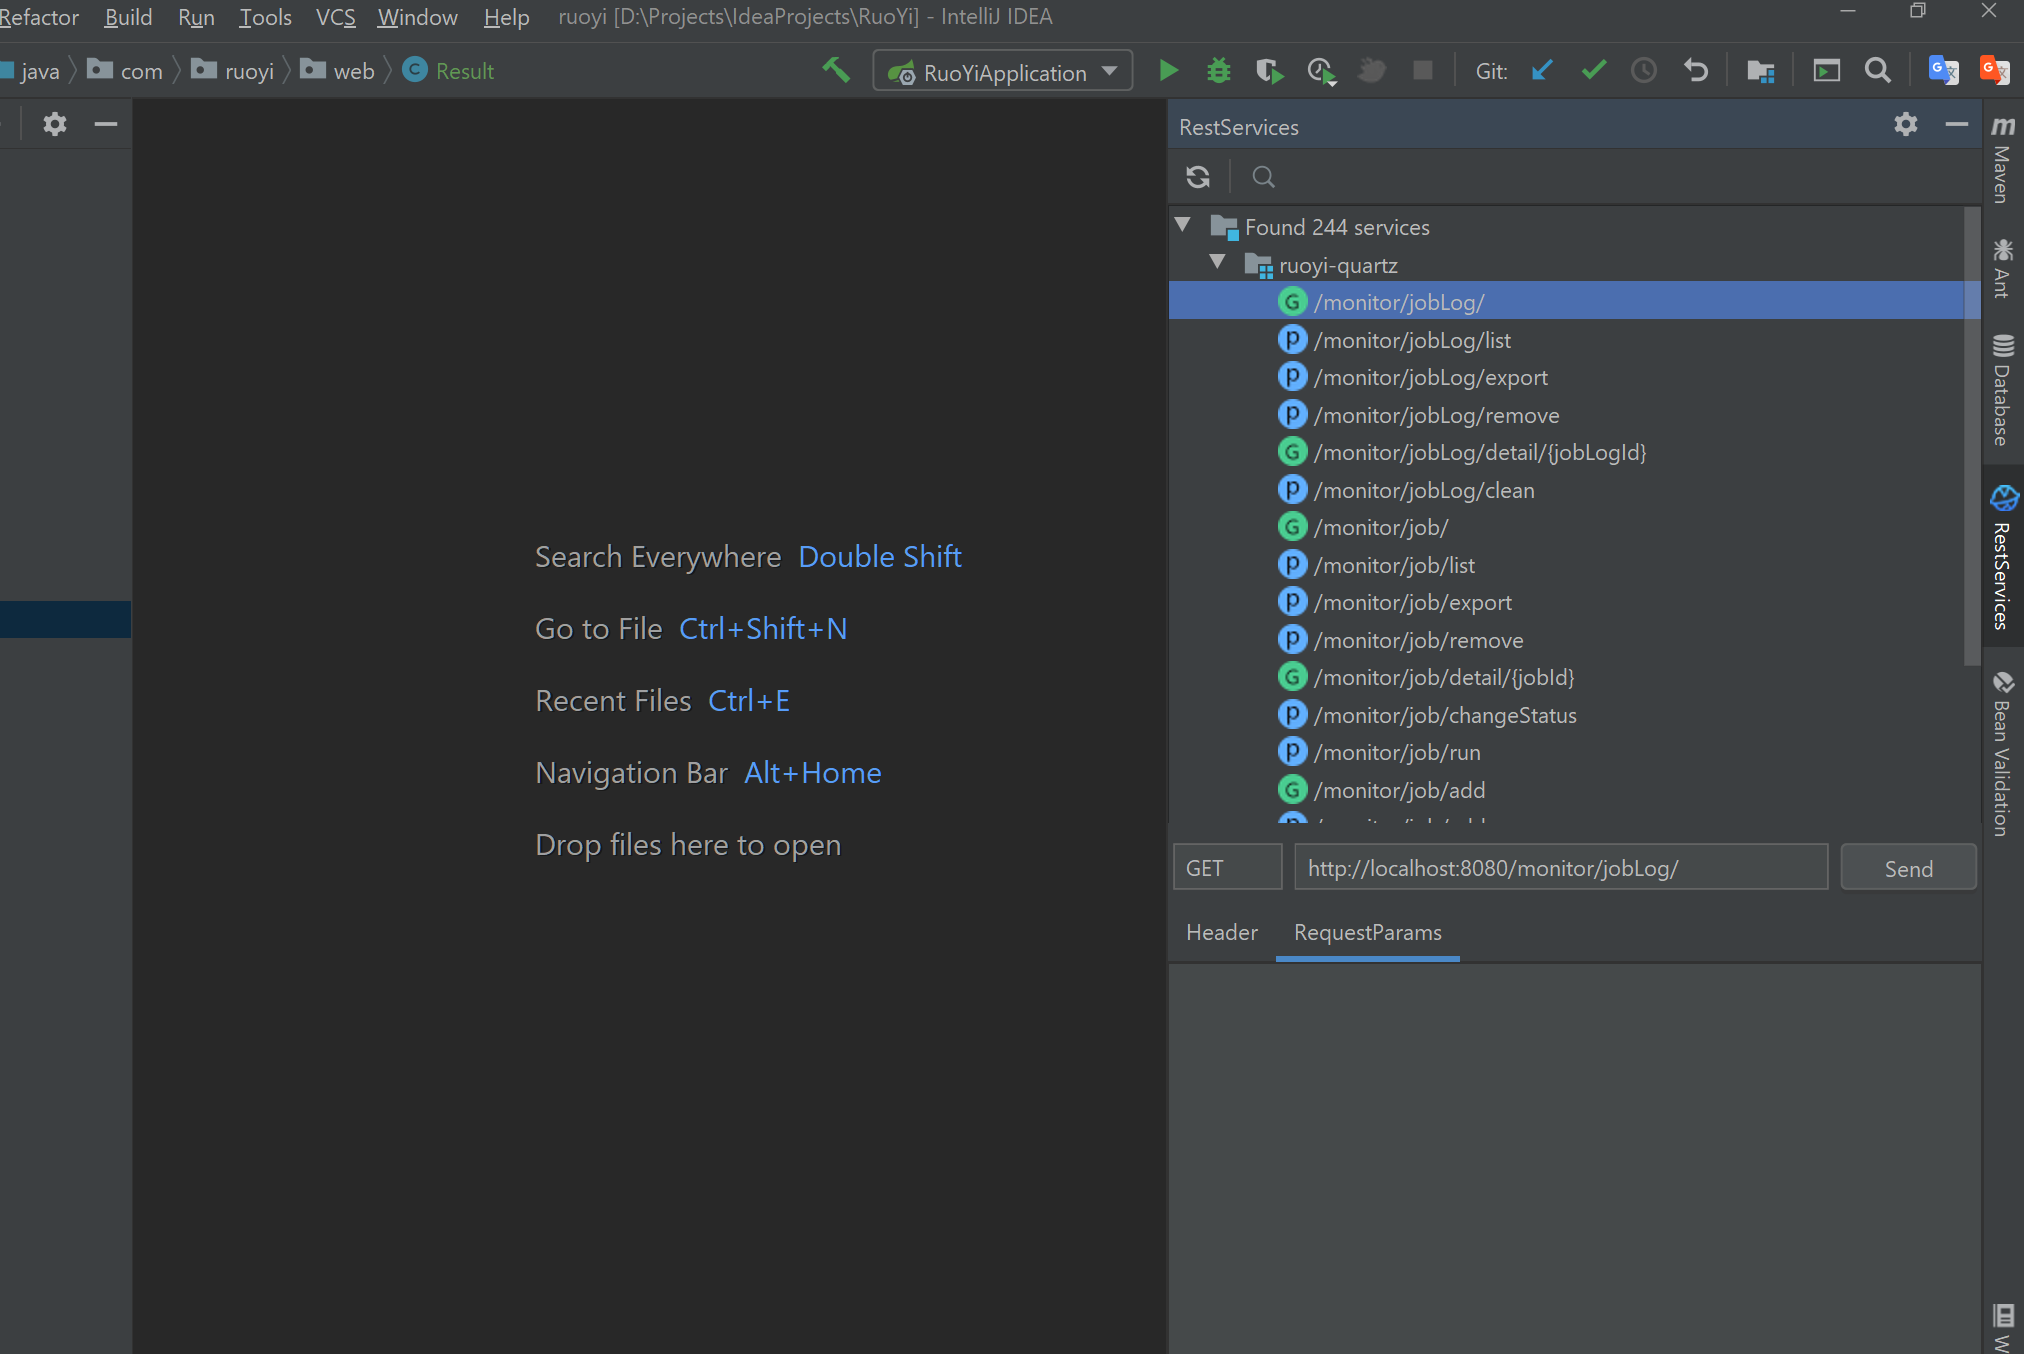 Refactor Build Run Tools VCS Window Help ruoyi [D:\Projects\IdeaProjects\RuoYi] - IntelliJ IDEA
java com ruoyi web Result RuoYiApplication Git:
RestServices
Found 244 services
ruoyi-quartz
/monitor/jobLog/
/monitor/jobLog/list
/monitor/jobLog/export
/monitor/jobLog/remove
/monitor/jobLog/detail/{jobLogId}
/monitor/jobLog/clean
/monitor/job/
/monitor/job/list
/monitor/job/export
/monitor/job/remove
/monitor/job/detail/{jobId}
/monitor/job/changeStatus
/monitor/job/run
/monitor/job/add
Search Everywhere Double Shift
Go to File Ctrl+Shift+N
Recent Files Ctrl+E
Navigation Bar Alt+Home
Drop files here to open
GET http://localhost:8080/monitor/jobLog/ Send
Header RequestParams
Maven
Ant
Database
RestServices
Bean Validation
W